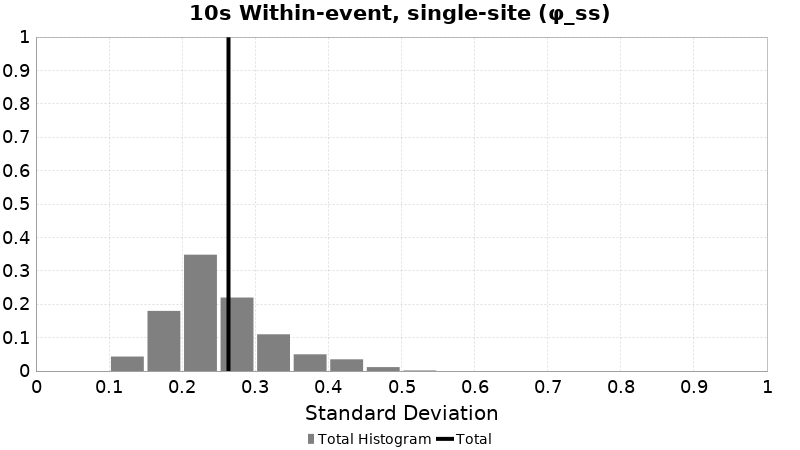 10s Within-event, single-site (φ_ss)
1
0.9
0.8
0.7
0.6
0.5
0.4
0.3
0.2
0.1
0
0 0.1 0.2 0.3 0.4 0.5 0.6 0.7 0.8 0.9 1
Standard Deviation
Total Histogram Total